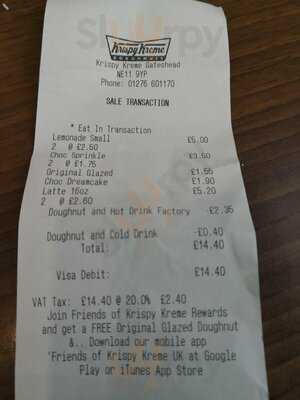 Krispy Kreme
DOUGHNUTS
Krispy Kreme Gateshead
NE11 9YP
Phone: 01276 601170
SALE TRANSACTION
* Eat In Transaction
Lemonade Small £5.00
2 @ £2.50
Choc Sprinkle £3.50
2 @ £1.75
Original Glazed £1.55
Choc Dreamcake £1.90
Latte 16oz £5.20
2 @ £2.60
Doughnut and Hot Drink Factory -£2.35
Doughnut and Cold Drink -£0.40
Total: £14.40
Visa Debit: £14.40
VAT Tax: £14.40 @ 20.0% £2.40
Join Friends of Krispy Kreme Rewards
and get a FREE Original Glazed Doughnut
&.. Download our mobile app
'Friends of Krispy Kreme UK at Google
Play or iTunes App Store